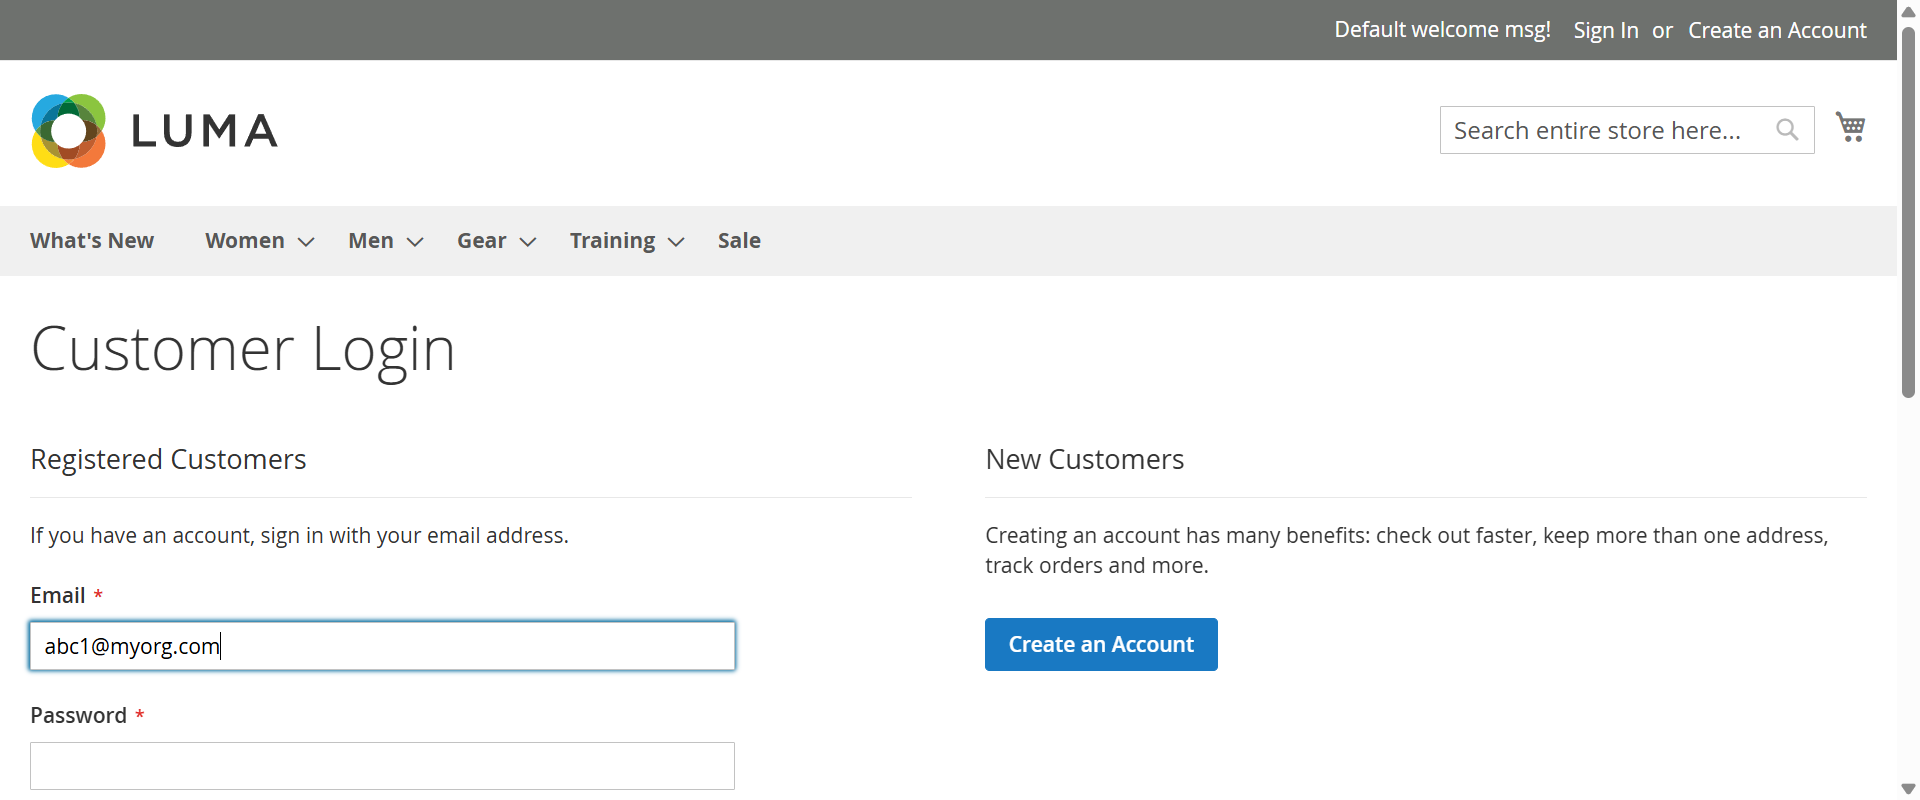 Default welcome msg! Sign In or Create an Account
LUMA
Search entire store here...
What's New Women Men Gear Training Sale
Customer Login
Registered Customers
If you have an account, sign in with your email address.
Email *
abc1@myorg.com
Password *
New Customers
Creating an account has many benefits: check out faster, keep more than one address,
track orders and more.
Create an Account